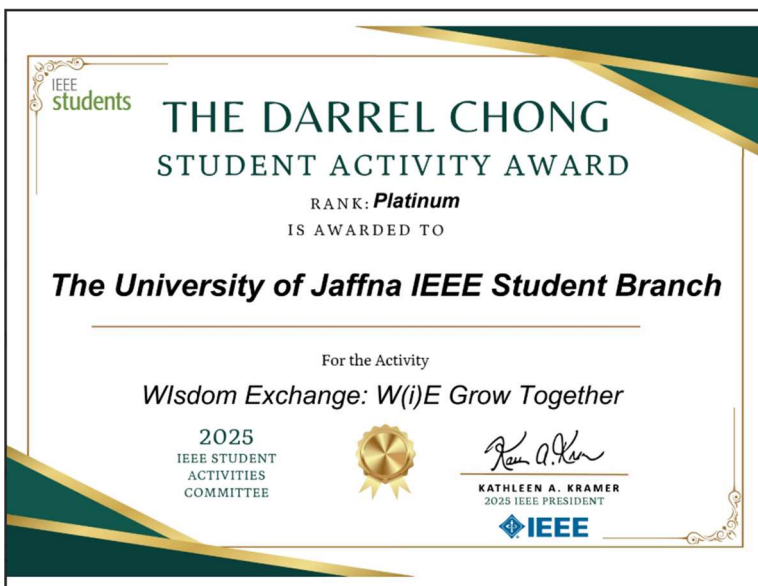 IEEE
students
THE DARREL CHONG
STUDENT ACTIVITY AWARD
RANK: Platinum
IS AWARDED TO
The University of Jaffna IEEE Student Branch
For the Activity
WIsdom Exchange: W(i)E Grow Together
2025
IEEE STUDENT
ACTIVITIES
COMMITTEE
KATHLEEN A. KRAMER
2025 IEEE PRESIDENT
IEEE